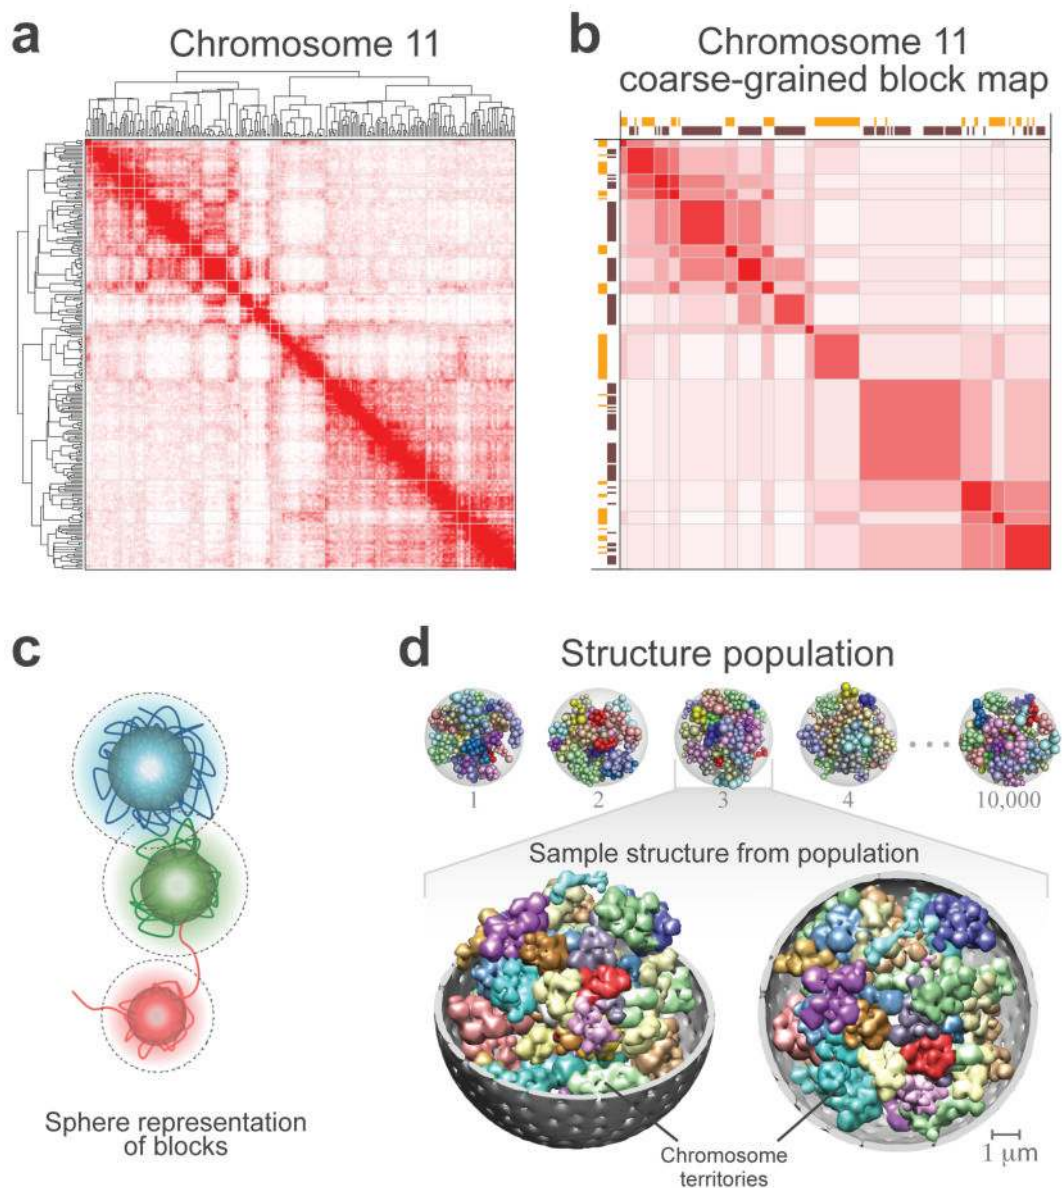 a
Chromosome 11
b
Chromosome 11
coarse-grained block map
c
Sphere representation
of blocks
d
Structure population
1
2
3
4
10,000
Sample structure from population
Chromosome
territories
1 μm